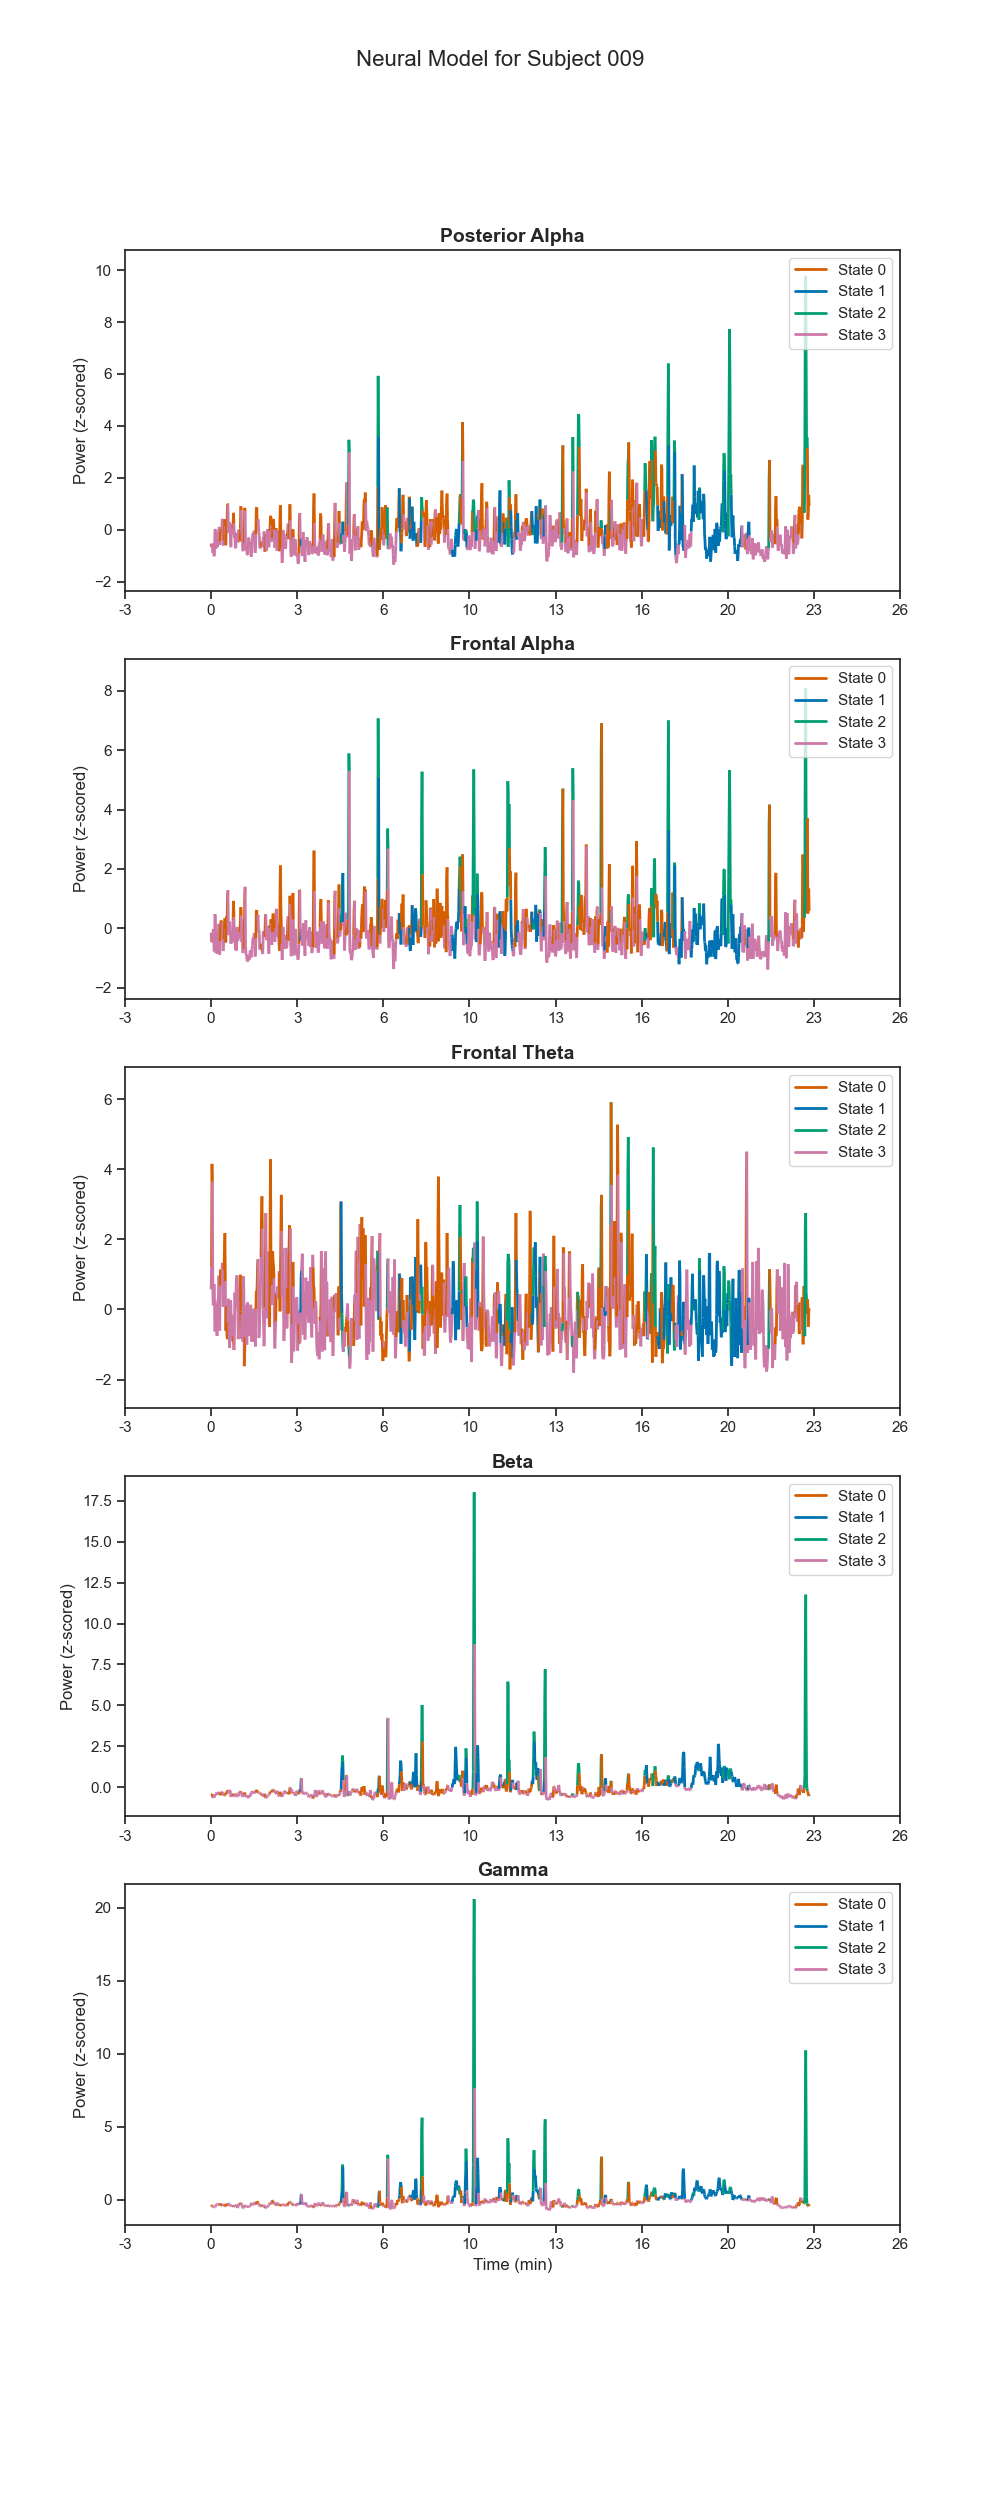 Neural Model for Subject 009
Posterior Alpha
Power (z-scored)
10
8
6
4
2
0
−2
State 0
State 1
State 2
State 3
-3 0 3 6 10 13 16 20 23 26
Frontal Alpha
Power (z-scored)
8
6
4
2
0
−2
State 0
State 1
State 2
State 3
-3 0 3 6 10 13 16 20 23 26
Frontal Theta
Power (z-scored)
6
4
2
0
−2
State 0
State 1
State 2
State 3
-3 0 3 6 10 13 16 20 23 26
Beta
Power (z-scored)
17.5
15.0
12.5
10.0
7.5
5.0
2.5
0.0
State 0
State 1
State 2
State 3
-3 0 3 6 10 13 16 20 23 26
Gamma
Power (z-scored)
20
15
10
5
0
State 0
State 1
State 2
State 3
-3 0 3 6 10 13 16 20 23 26
Time (min)